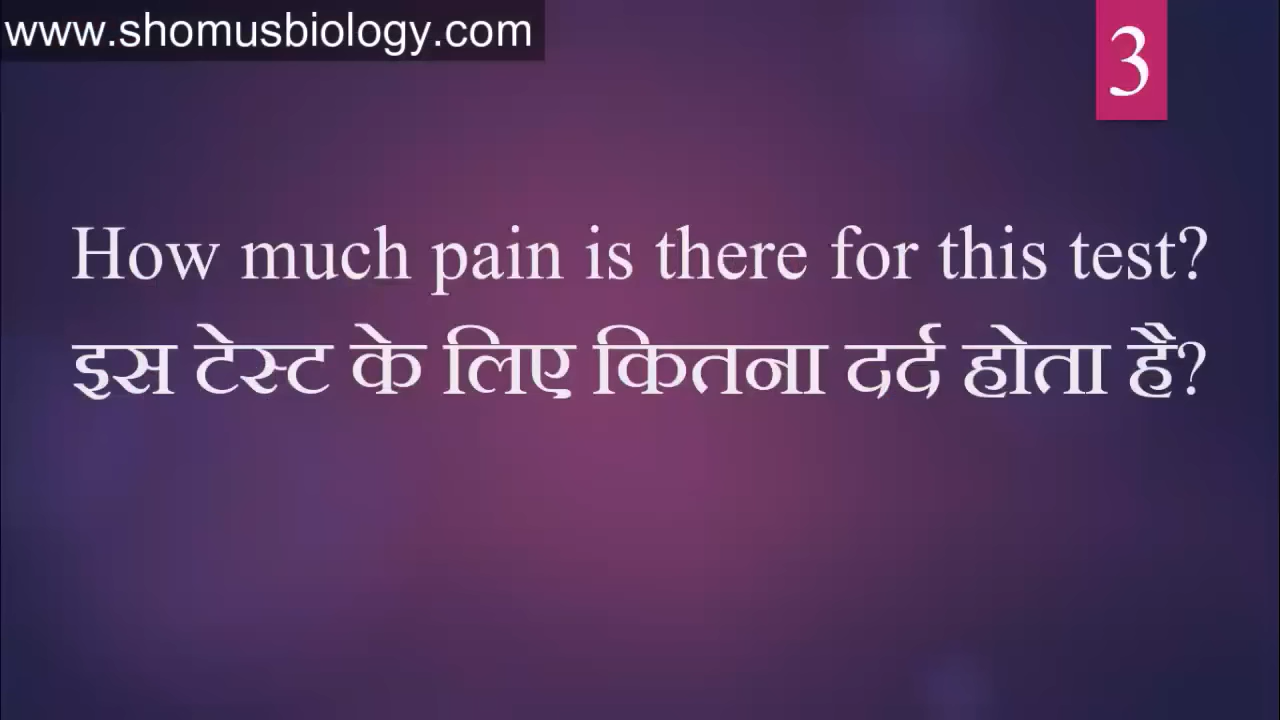 www.shomusbiology.com
3
How much pain is there for this test?
इस टेस्ट के लिए कितना दर्द होता है?